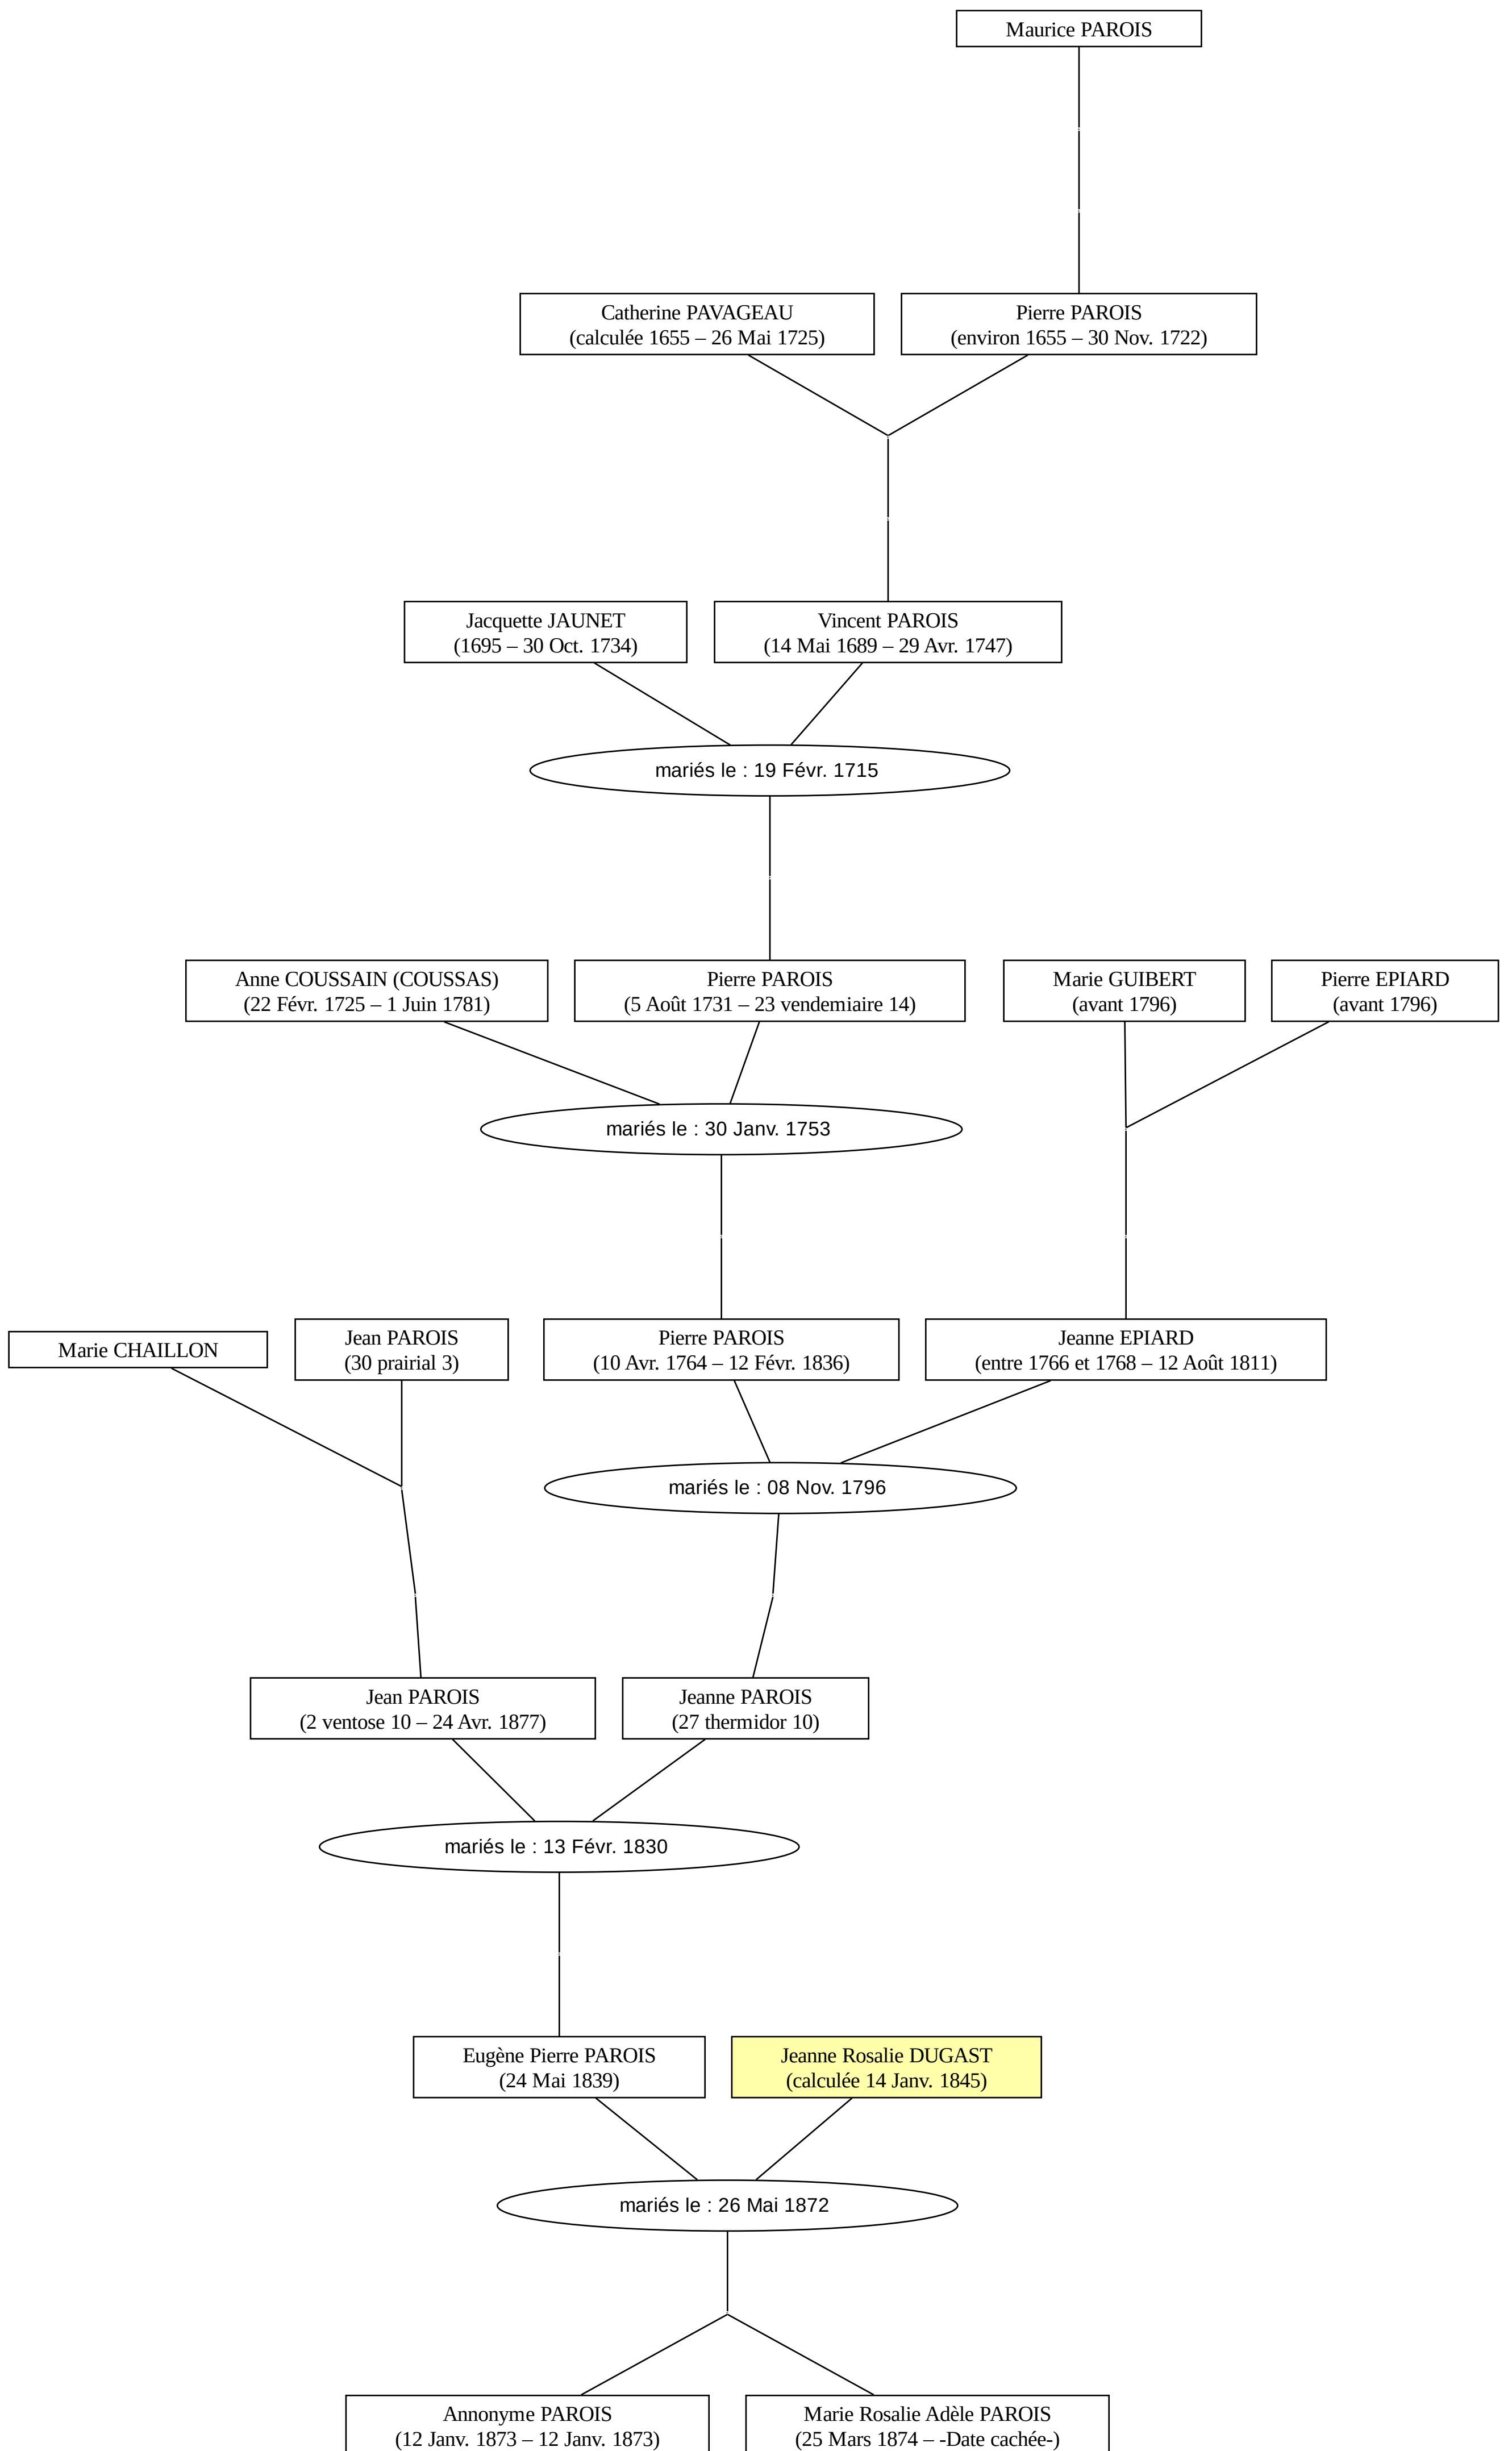 Maurice PAROIS
Catherine PAVAGEAU
(calculée 1655 – 26 Mai 1725)
Pierre PAROIS
(environ 1655 – 30 Nov. 1722)
Jacquette JAUNET
(1695 – 30 Oct. 1734)
Vincent PAROIS
(14 Mai 1689 – 29 Avr. 1747)
mariés le : 19 Févr. 1715
Anne COUSSAIN (COUSSAS)
(22 Févr. 1725 – 1 Juin 1781)
Pierre PAROIS
(5 Août 1731 – 23 vendemiaire 14)
Marie GUIBERT
(avant 1796)
Pierre EPIARD
(avant 1796)
mariés le : 30 Janv. 1753
Marie CHAILLON
Jean PAROIS
(30 prairial 3)
Pierre PAROIS
(10 Avr. 1764 – 12 Févr. 1836)
Jeanne EPIARD
(entre 1766 et 1768 – 12 Août 1811)
mariés le : 08 Nov. 1796
Jean PAROIS
(2 ventose 10 – 24 Avr. 1877)
Jeanne PAROIS
(27 thermidor 10)
mariés le : 13 Févr. 1830
Eugène Pierre PAROIS
(24 Mai 1839)
Jeanne Rosalie DUGAST
(calculée 14 Janv. 1845)
mariés le : 26 Mai 1872
Annonyme PAROIS
(12 Janv. 1873 – 12 Janv. 1873)
Marie Rosalie Adèle PAROIS
(25 Mars 1874 – -Date cachée-)